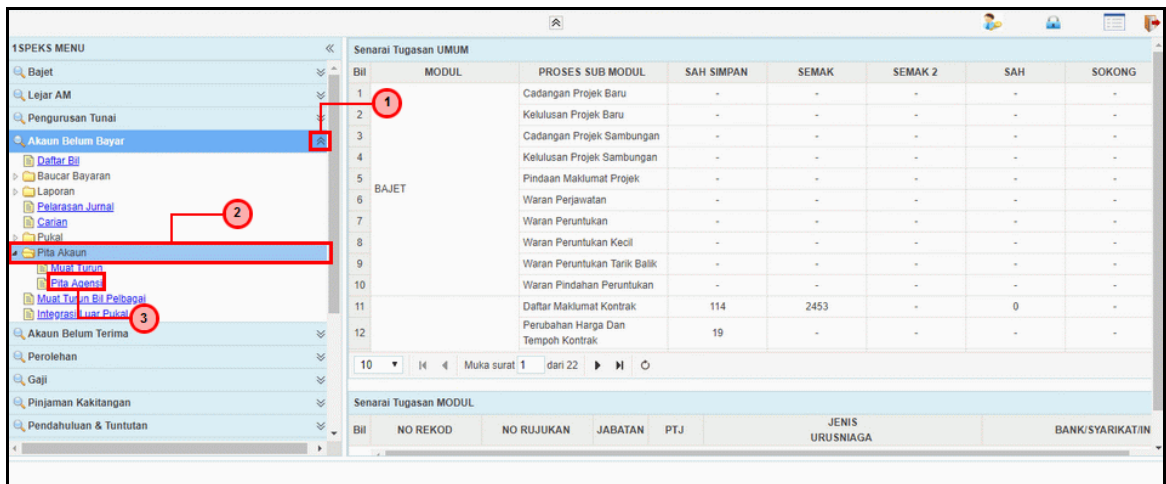 1SPEKS MENU
Bajet
Lejar AM
Pengurusan Tunai
Akaun Belum Bayar
Daftar Bil
Baucar Bayaran
Laporan
Pelarasan Jurnal
Carian
Pukal
Pita Akaun
Muat Turun
Pita Agensi
Muat Turun Bil Pelbagai
Integrasi Luar Pukal
Akaun Belum Terima
Perolehan
Gaji
Pinjaman Kakitangan
Pendahuluan & Tuntutan
1
2
3
Senarai Tugasan UMUM
Bil MODUL PROSES SUB MODUL SAH SIMPAN SEMAK SEMAK 2 SAH SOKONG
BAJET
1 Cadangan Projek Baru - - - - -
2 Kelulusan Projek Baru - - - - -
3 Cadangan Projek Sambungan - - - - -
4 Kelulusan Projek Sambungan - - - - -
5 Pindaan Maklumat Projek - - - - -
6 Waran Perjawatan - - - - -
7 Waran Peruntukan - - - - -
8 Waran Peruntukan Kecil - - - - -
9 Waran Peruntukan Tarik Balik - - - - -
10 Waran Pindahan Peruntukan - - - - -
11 Daftar Maklumat Kontrak 114 2453 - 0 -
12 Perubahan Harga Dan
Tempoh Kontrak 19 - - - -
10 Muka surat 1 dari 22
Senarai Tugasan MODUL
Bil NO REKOD NO RUJUKAN JABATAN PTJ JENIS
URUSNIAGA BANK/SYARIKAT/IN